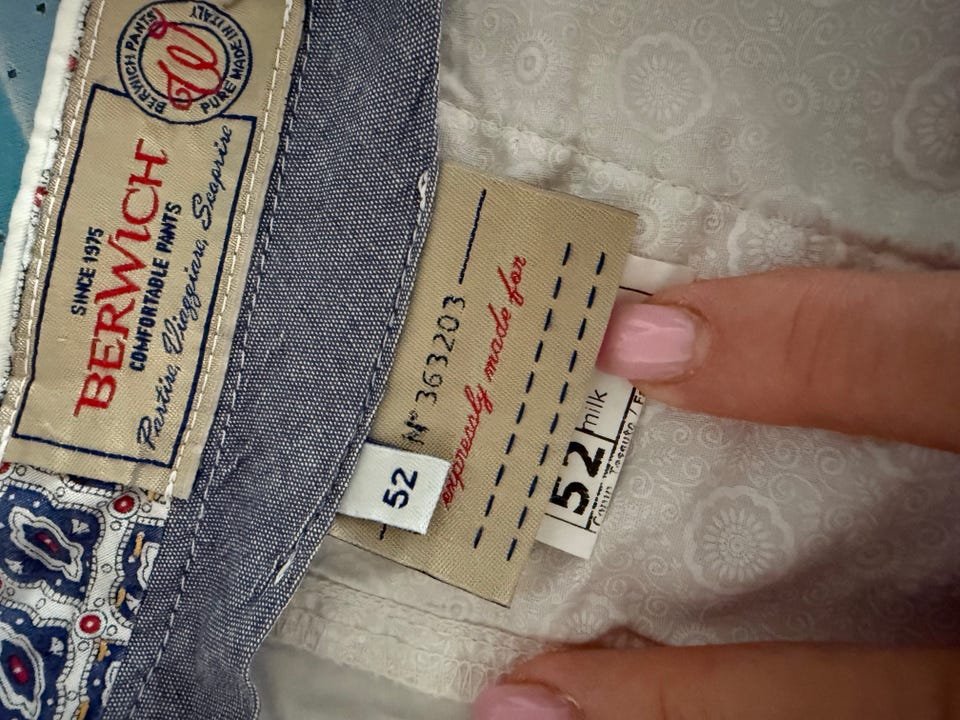 BERWICH PANTS
PURE MADE IN ITALY
W
SINCE 1975
BERWICH
COMFORTABLE PANTS
Partire, Viaggiare, Scoprire
52
N° 363203
expressly made for
52
milk